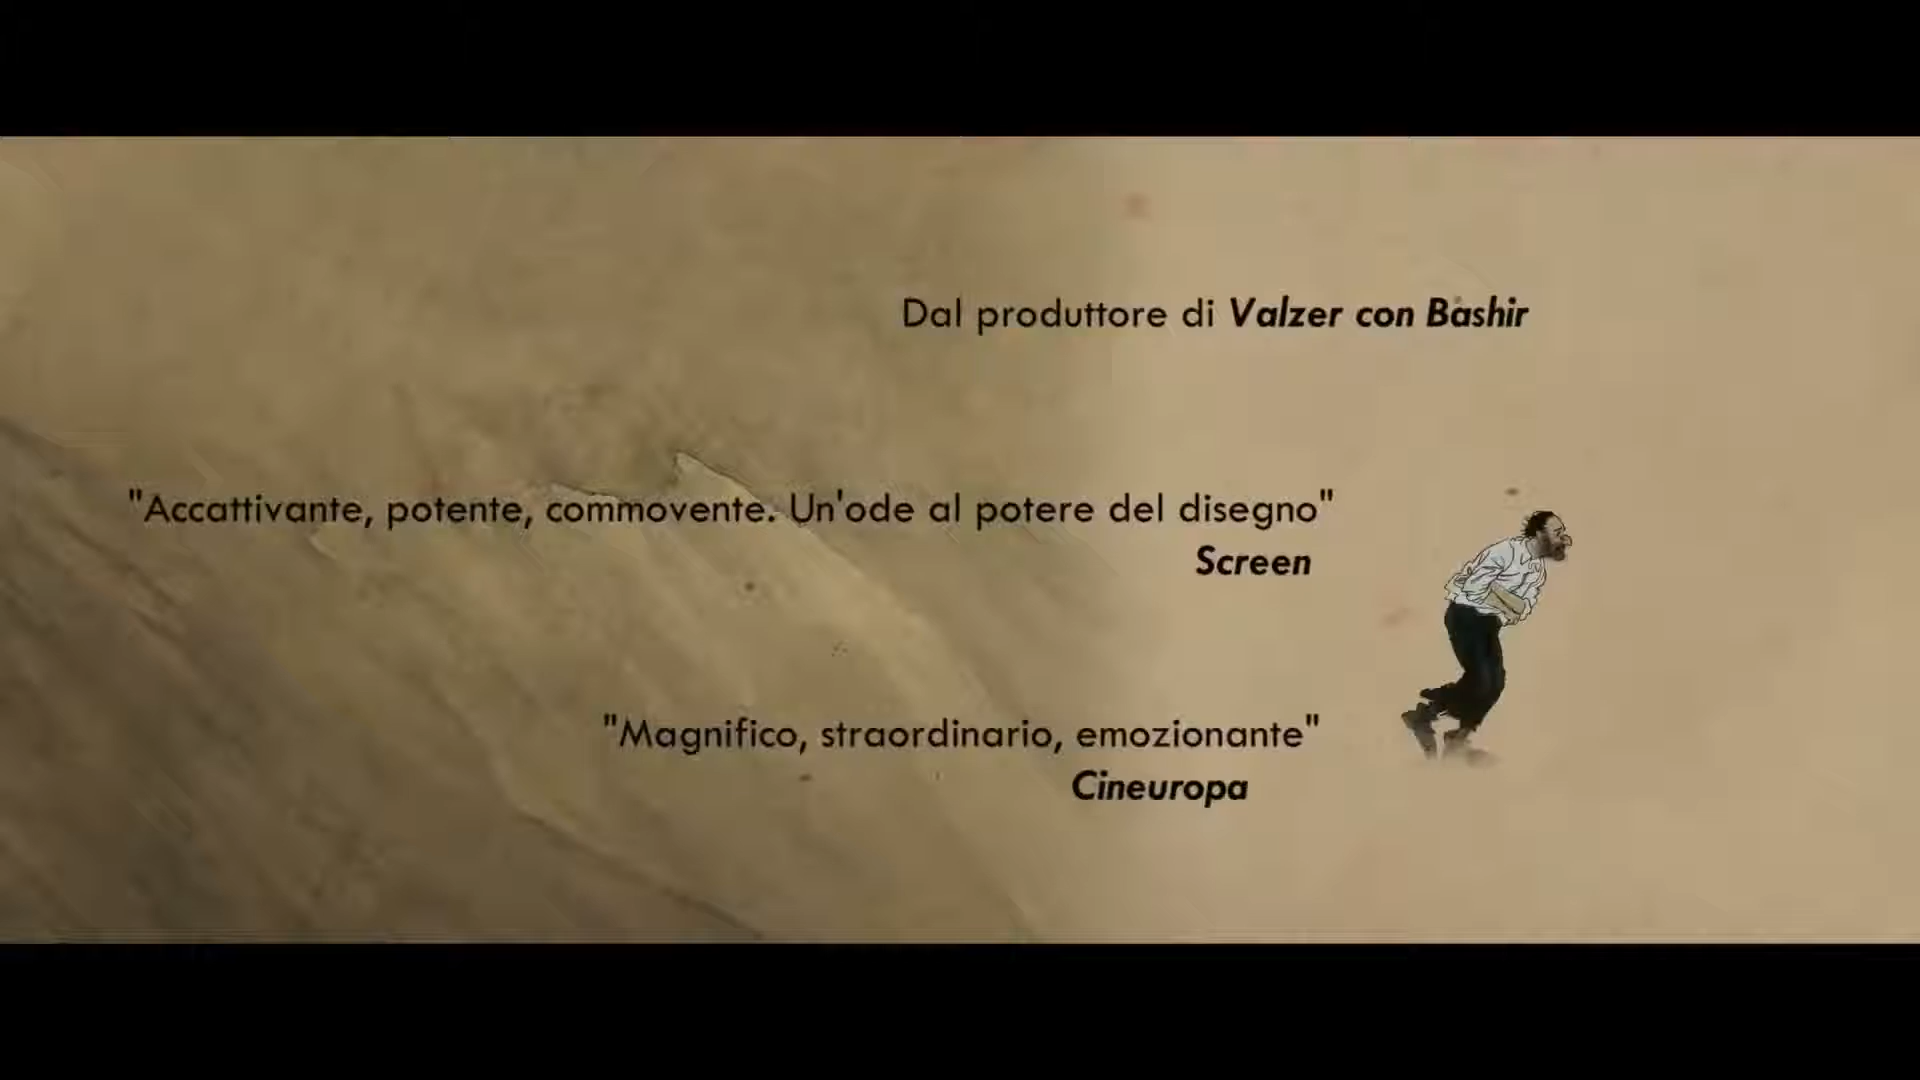 Dal produttore di Valzer con Bashir
"Accattivante, potente, commovente. Un'ode al potere del disegno"
Screen
"Magnifico, straordinario, emozionante"
Cineuropa